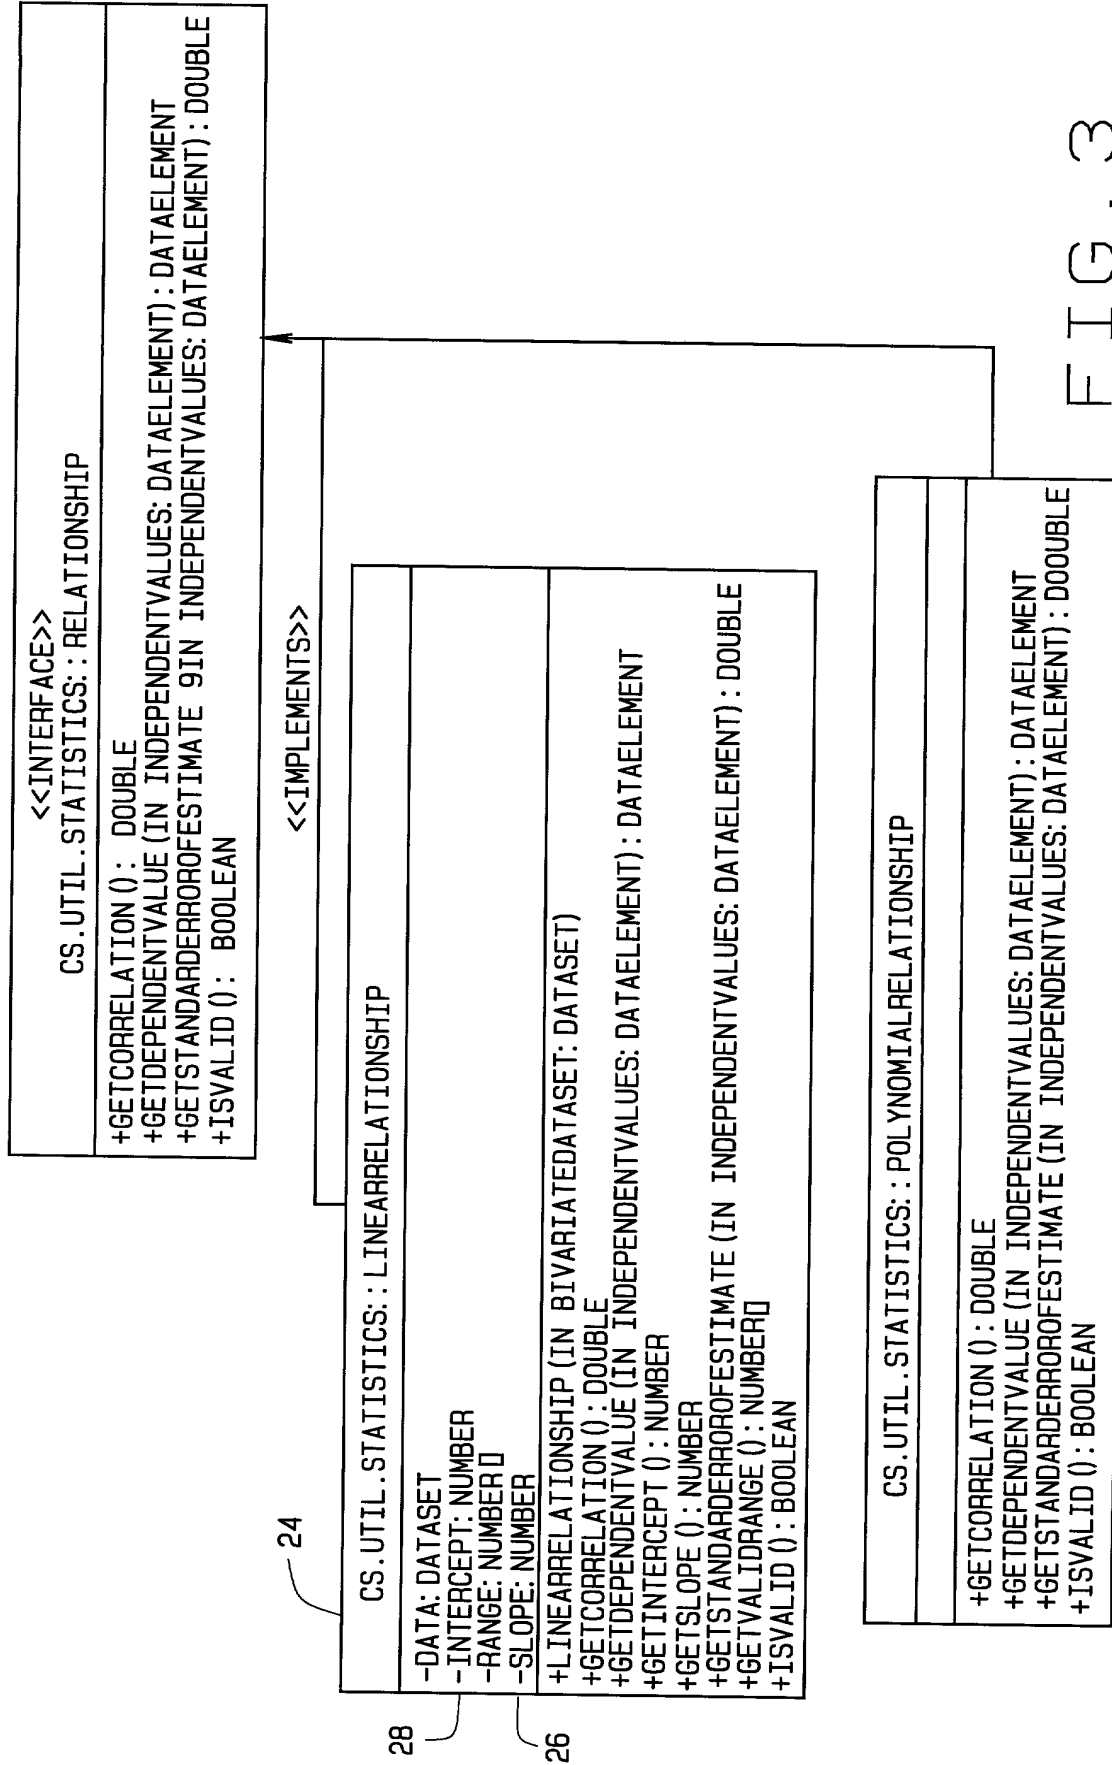 <<INTERFACE>>
CS.UTIL.STATISTICS::RELATIONSHIP
+GETCORRELATION(): DOUBLE
+GETDEPENDENTVALUE(IN INDEPENDENTVALUES: DATAELEMENT): DATAELEMENT
+GETSTANDARDERROROFESTIMATE 9IN INDEPENDENTVALUES: DATAELEMENT): DOUBLE
+ISVALID(): BOOLEAN
<<IMPLEMENTS>>
24
CS.UTIL.STATISTICS::LINEARRELATIONSHIP
-DATA: DATASET
28
-INTERCEPT: NUMBER
-RANGE: NUMBER[]
26
-SLOPE: NUMBER
+LINEARRELATIONSHIP(IN BIVARIATEDATASET: DATASET)
+GETCORRELATION(): DOUBLE
+GETDEPENDENTVALUE(IN INDEPENDENTVALUES: DATAELEMENT): DATAELEMENT
+GETINTERCEPT(): NUMBER
+GETSLOPE(): NUMBER
+GETSTANDARDERROROFESTIMATE(IN INDEPENDENTVALUES: DATAELEMENT): DOUBLE
+GETVALIDRANGE(): NUMBER[]
+ISVALID(): BOOLEAN
CS.UTIL.STATISTICS::POLYNOMIALRELATIONSHIP
+GETCORRELATION(): DOUBLE
+GETDEPENDENTVALUE(IN INDEPENDENTVALUES: DATAELEMENT): DATAELEMENT
+GETSTANDARDERROROFESTIMATE(IN INDEPENDENTVALUES: DATAELEMENT): DOOUBLE
+ISVALID(): BOOLEAN
FIG. 3